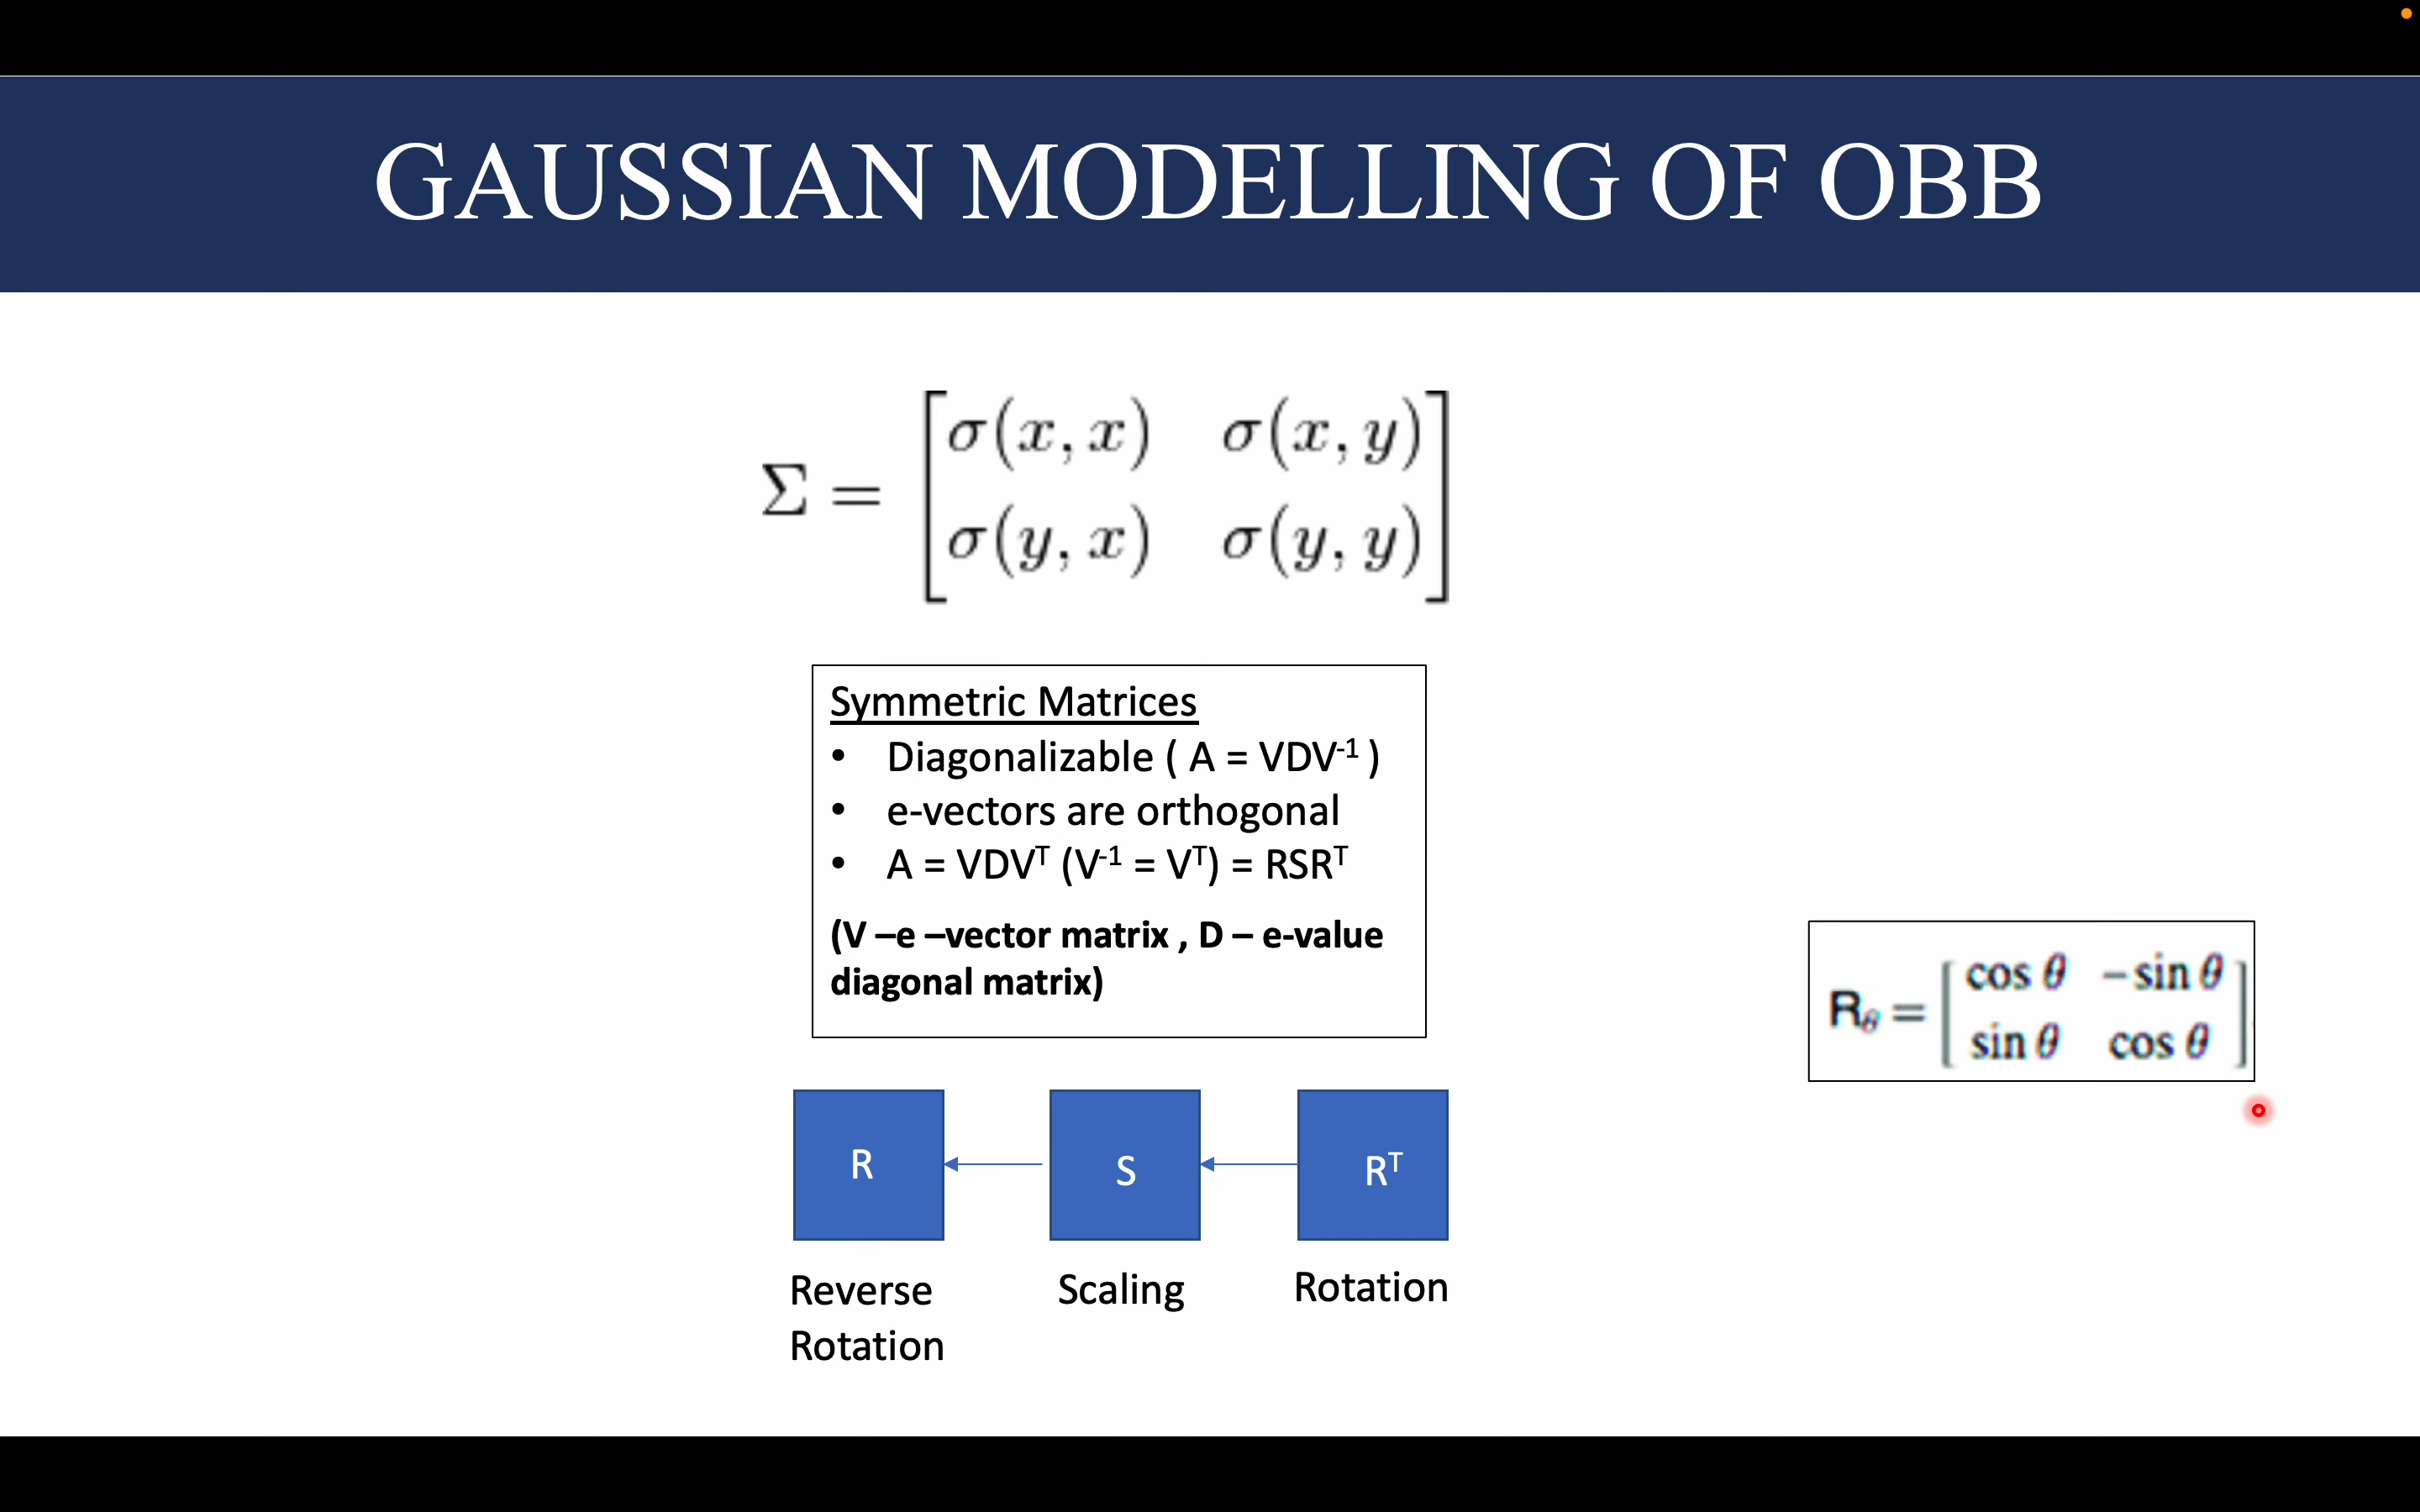 GAUSSIAN MODELLING OF OBB
Σ = [σ(x, x) σ(x, y)
σ(y, x) σ(y, y)]
Symmetric Matrices
• Diagonalizable ( A = VDV⁻¹ )
• e-vectors are orthogonal
• A = VDVᵀ (V⁻¹ = Vᵀ) = RSRᵀ
(V –e –vector matrix , D – e-value
diagonal matrix)
R_θ = [cos θ − sin θ
sin θ cos θ]
R S Rᵀ
Reverse
Rotation
Scaling
Rotation